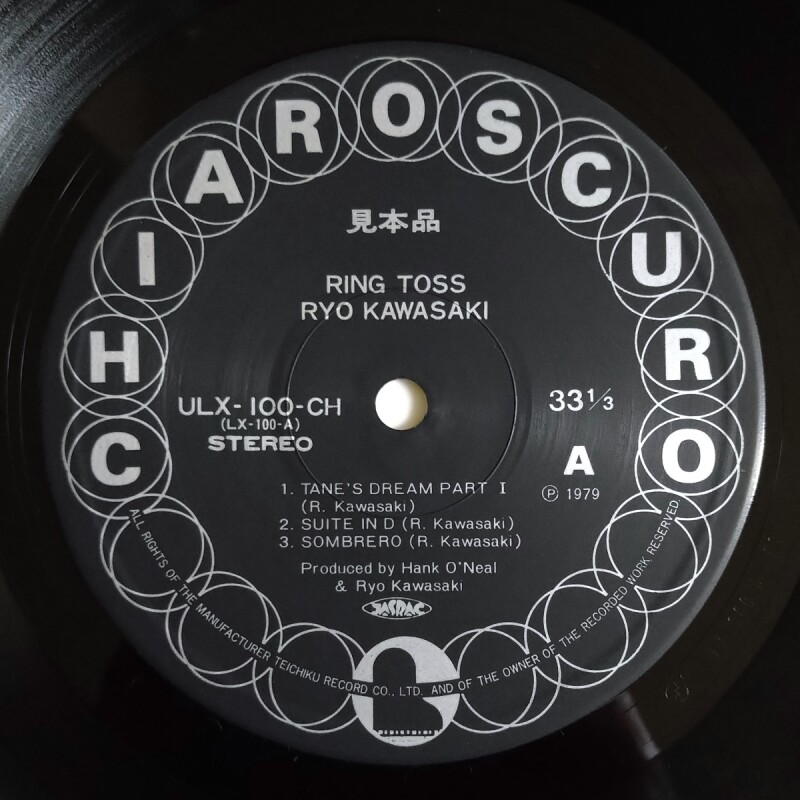 CHIAROSCURO
見本品
RING TOSS
RYO KAWASAKI
ULX-100-CH
(LX-100-A)
STEREO
33 1/3
A
Ⓟ 1979
1. TANE'S DREAM PART I
(R. Kawasaki)
2. SUITE IN D (R. Kawasaki)
3. SOMBRERO (R. Kawasaki)
Produced by Hank O'Neal
& Ryo Kawasaki
JASRAC
ALL RIGHTS OF THE MANUFACTURER TEICHIKU RECORD CO., LTD. AND OF THE OWNER OF THE RECORDED WORK RESERVED.